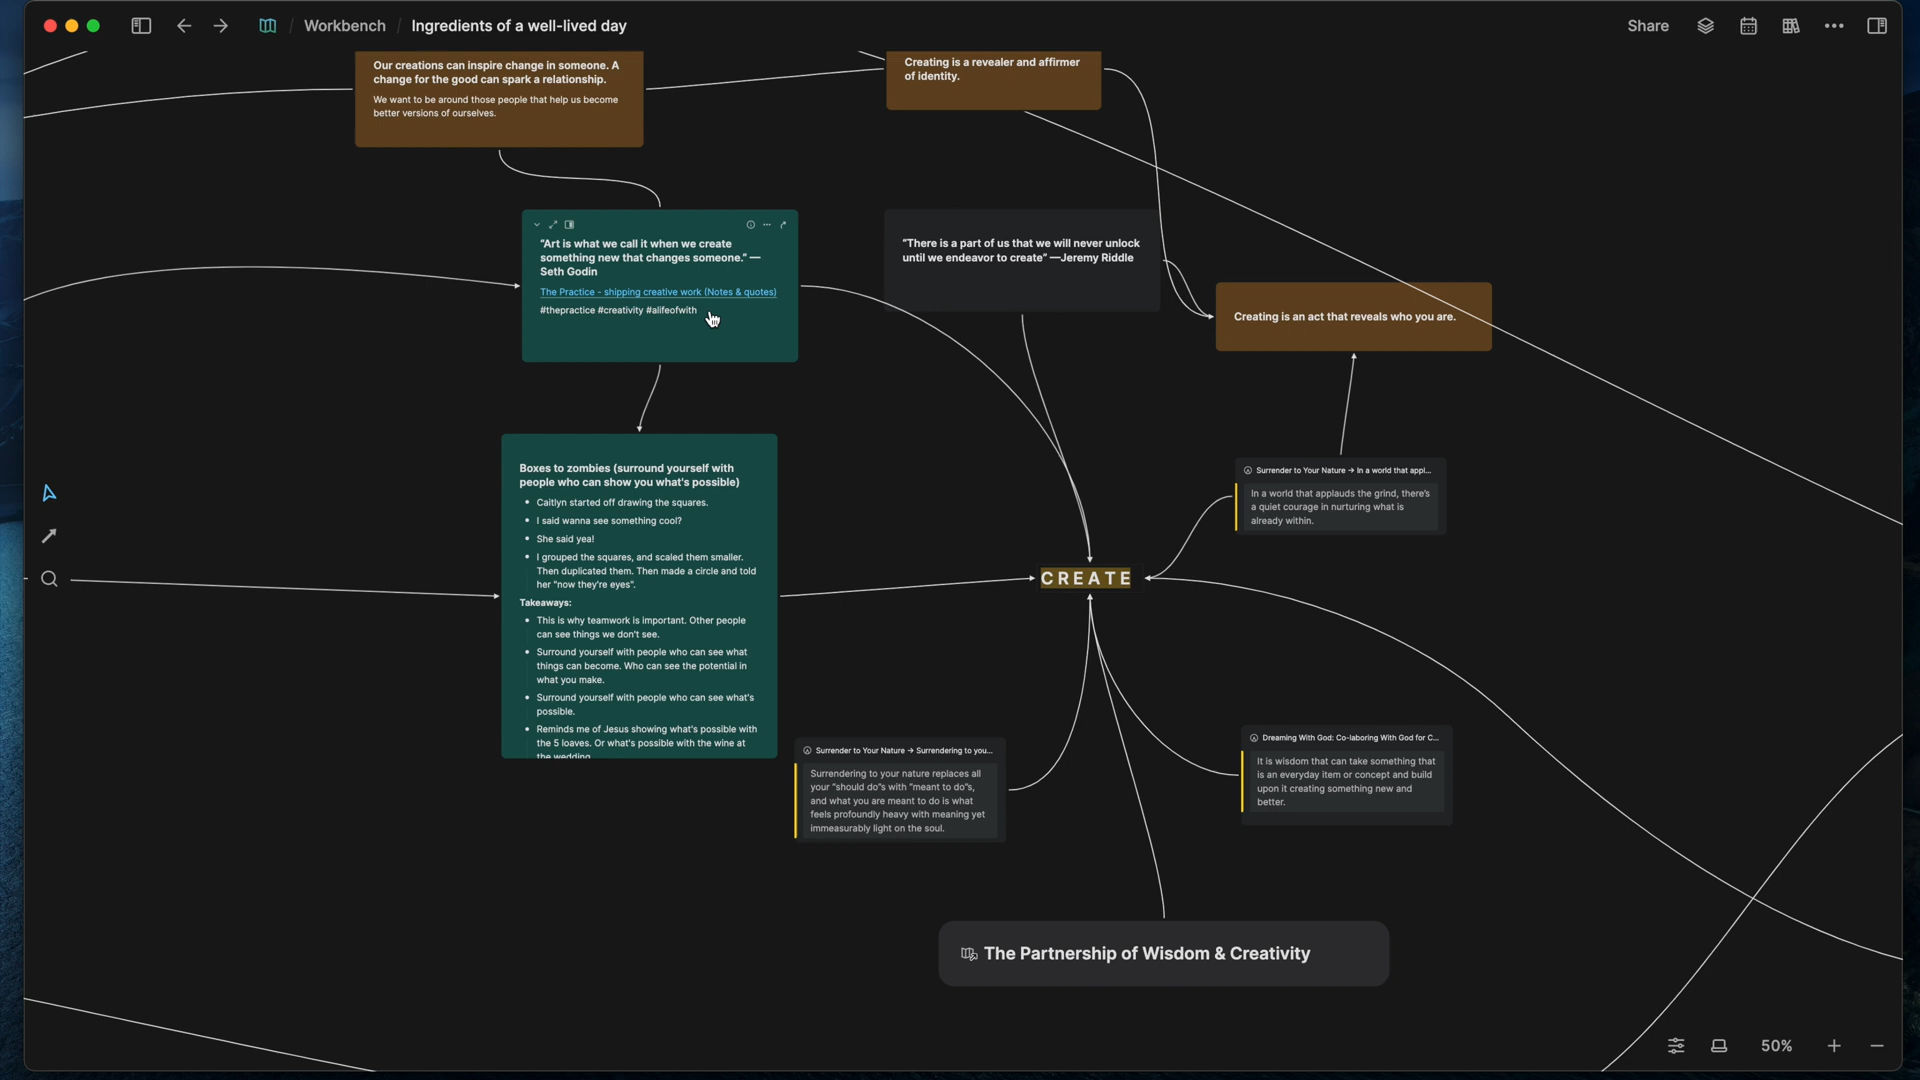 Workbench / Ingredients of a well-lived day
Share
Our creations can inspire change in someone. A
change for the good can spark a relationship.
We want to be around those people that help us become
better versions of ourselves.
Creating is a revealer and affirmer
of identity.
“Art is what we call it when we create
something new that changes someone.” —
Seth Godin
The Practice - shipping creative work (Notes & quotes)
#thepractice #creativity #alifeofwith
“There is a part of us that we will never unlock
until we endeavor to create” —Jeremy Riddle
Creating is an act that reveals who you are.
Boxes to zombies (surround yourself with
people who can show you what's possible)
• Caitlyn started off drawing the squares.
• I said wanna see something cool?
• She said yea!
• I grouped the squares, and scaled them smaller.
Then duplicated them. Then made a circle and told
her “now they're eyes”.
Takeaways:
• This is why teamwork is important. Other people
can see things we don't see.
• Surround yourself with people who can see what
things can become. Who can see the potential in
what you make.
• Surround yourself with people who can see what's
possible.
• Reminds me of Jesus showing what's possible with
the 5 loaves. Or what's possible with the wine at
the wedding
Surrender to Your Nature → In a world that appl...
In a world that applauds the grind, there's
a quiet courage in nurturing what is
already within.
CREATE
Surrender to Your Nature → Surrendering to you...
Surrendering to your nature replaces all
your “should do”s with “meant to do”s,
and what you are meant to do is what
feels profoundly heavy with meaning yet
immeasurably light on the soul.
Dreaming With God: Co-laboring With God for C...
It is wisdom that can take something that
is an everyday item or concept and build
upon it creating something new and
better.
The Partnership of Wisdom & Creativity
50%